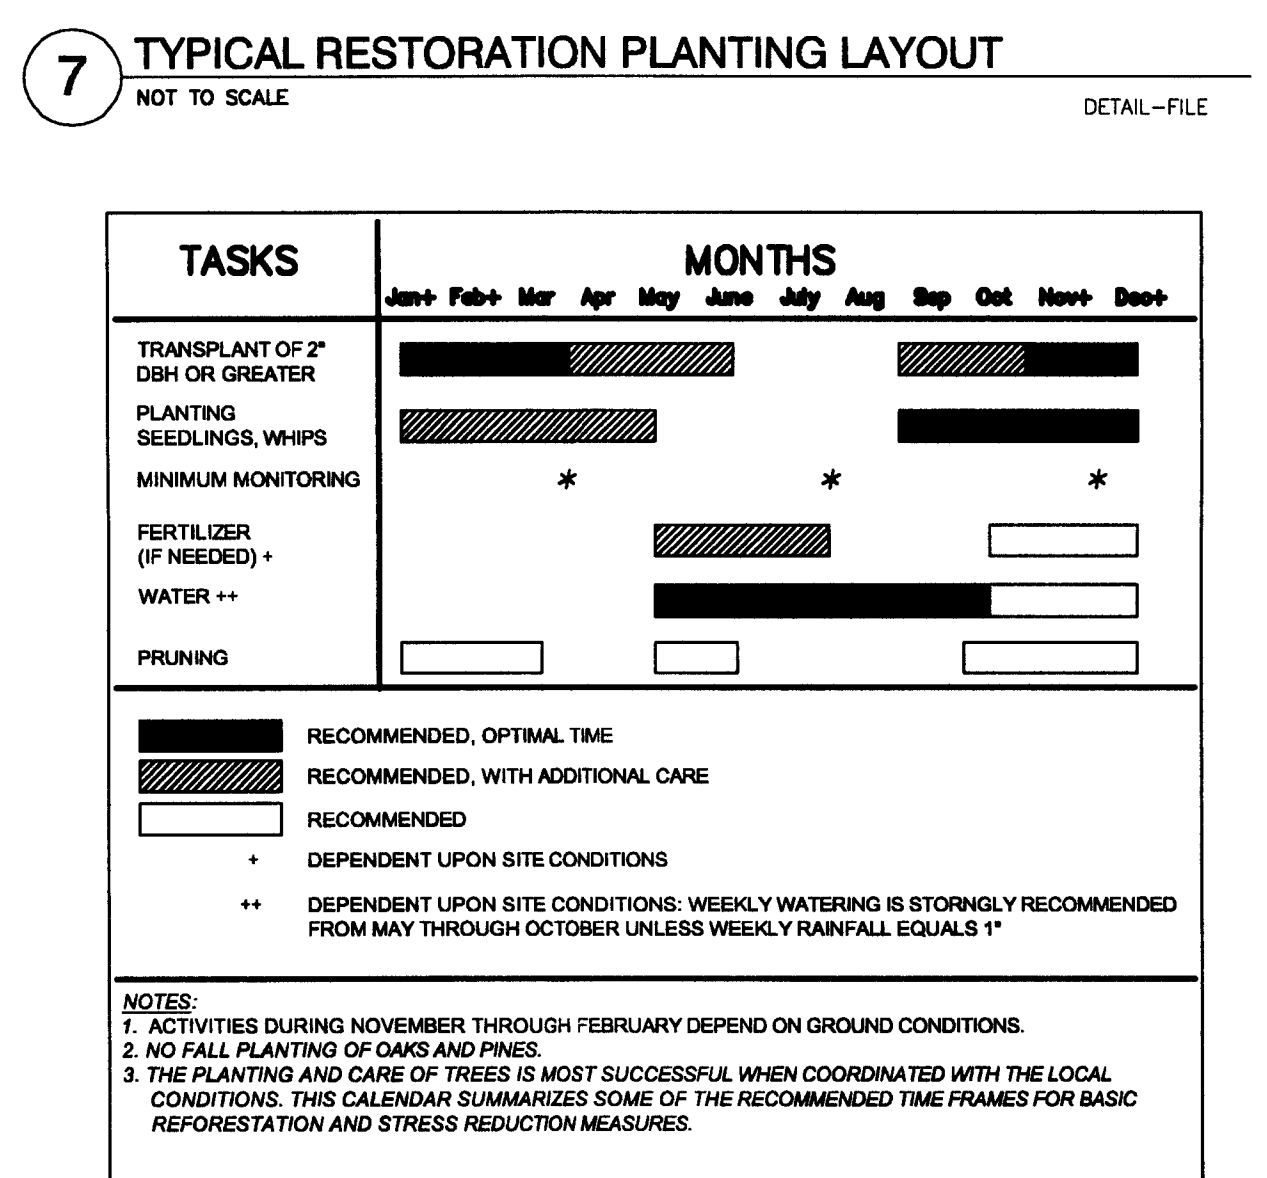 7
TYPICAL RESTORATION PLANTING LAYOUT
NOT TO SCALE
DETAIL-FILE
TASKS
MONTHS
Jan+ Feb+ Mar Apr May June July Aug Sep Oct Nov+ Dec+
TRANSPLANT OF 2"
DBH OR GREATER
PLANTING
SEEDLINGS, WHIPS
MINIMUM MONITORING
* * *
FERTILIZER
(IF NEEDED) +
WATER ++
PRUNING
RECOMMENDED, OPTIMAL TIME
RECOMMENDED, WITH ADDITIONAL CARE
RECOMMENDED
+ DEPENDENT UPON SITE CONDITIONS
++ DEPENDENT UPON SITE CONDITIONS: WEEKLY WATERING IS STORNGLY RECOMMENDED
FROM MAY THROUGH OCTOBER UNLESS WEEKLY RAINFALL EQUALS 1"
NOTES:
1. ACTIVITIES DURING NOVEMBER THROUGH FEBRUARY DEPEND ON GROUND CONDITIONS.
2. NO FALL PLANTING OF OAKS AND PINES.
3. THE PLANTING AND CARE OF TREES IS MOST SUCCESSFUL WHEN COORDINATED WITH THE LOCAL
CONDITIONS. THIS CALENDAR SUMMARIZES SOME OF THE RECOMMENDED TIME FRAMES FOR BASIC
REFORESTATION AND STRESS REDUCTION MEASURES.